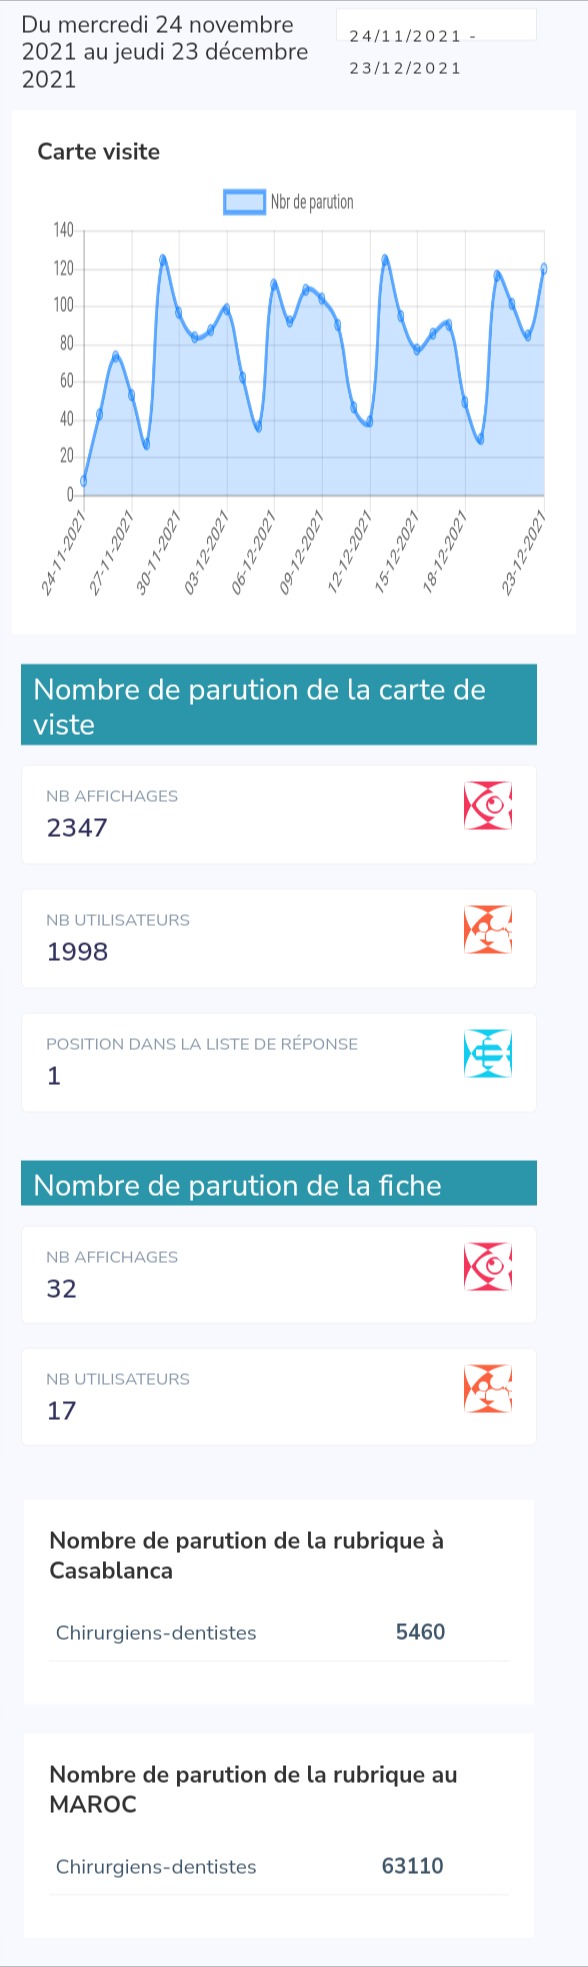 Du mercredi 24 novembre
2021 au jeudi 23 décembre
2021
24/11/2021 -
23/12/2021
Carte visite
Nbr de parution
140
120
100
80
60
40
20
0
24-11-2021
27-11-2021
30-11-2021
03-12-2021
06-12-2021
09-12-2021
12-12-2021
15-12-2021
18-12-2021
23-12-2021
Nombre de parution de la carte de
viste
NB AFFICHAGES
2347
NB UTILISATEURS
1998
POSITION DANS LA LISTE DE RÉPONSE
1
Nombre de parution de la fiche
NB AFFICHAGES
32
NB UTILISATEURS
17
Nombre de parution de la rubrique à
Casablanca
Chirurgiens-dentistes 5460
Nombre de parution de la rubrique au
MAROC
Chirurgiens-dentistes 63110